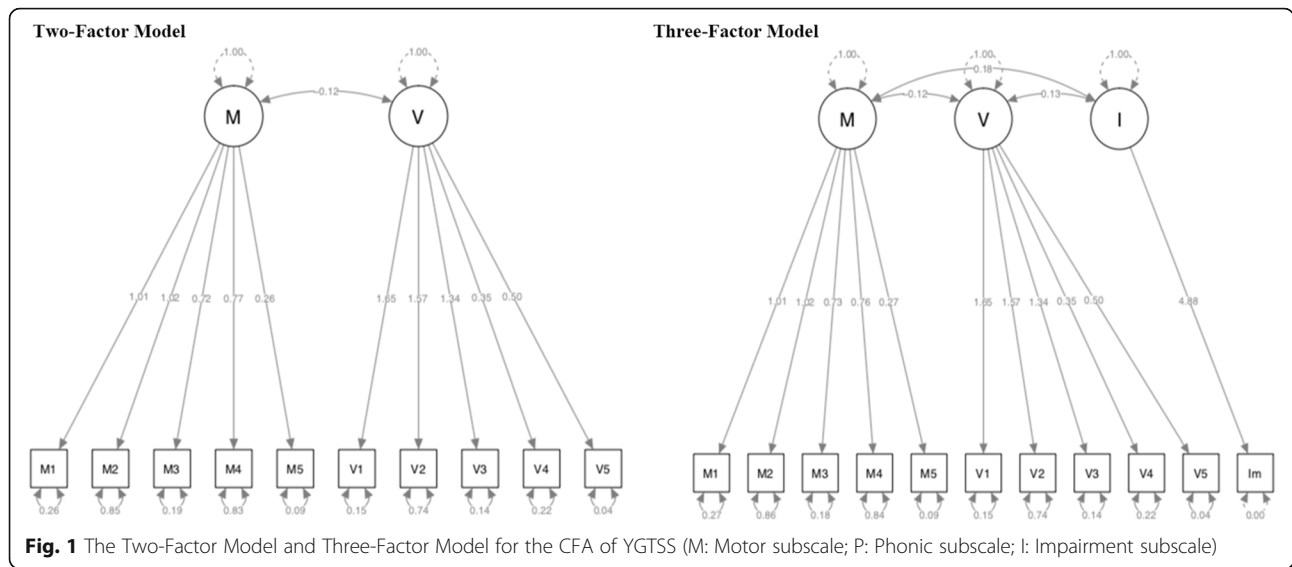 Two-Factor Model Three-Factor Model
1.00 1.00 1.00 1.00 1.00
0.18
-0.12 -0.12 0.13
M V M V I
1.01 1.02 0.72 0.77 0.26 1.65 1.57 1.34 0.35 0.50 1.01 1.02 0.73 0.76 0.27 1.65 1.57 1.34 0.35 0.50 4.88
M1 M2 M3 M4 M5 V1 V2 V3 V4 V5 M1 M2 M3 M4 M5 V1 V2 V3 V4 V5 Im
0.26 0.85 0.19 0.83 0.09 0.15 0.74 0.14 0.22 0.04 0.27 0.86 0.18 0.84 0.09 0.15 0.74 0.14 0.22 0.04 0.00
Fig. 1 The Two-Factor Model and Three-Factor Model for the CFA of YGTSS (M: Motor subscale; P: Phonic subscale; I: Impairment subscale)